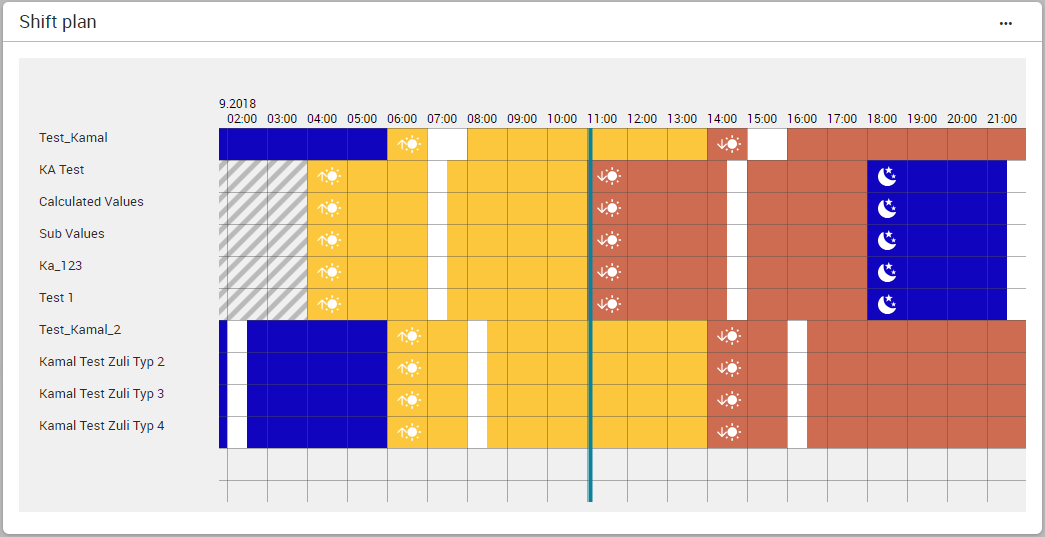 Shift plan
9.2018
02:00 03:00 04:00 05:00 06:00 07:00 08:00 09:00 10:00 11:00 12:00 13:00 14:00 15:00 16:00 17:00 18:00 19:00 20:00 21:00
Test_Kamal
KA Test
Calculated Values
Sub Values
Ka_123
Test 1
Test_Kamal_2
Kamal Test Zuli Typ 2
Kamal Test Zuli Typ 3
Kamal Test Zuli Typ 4